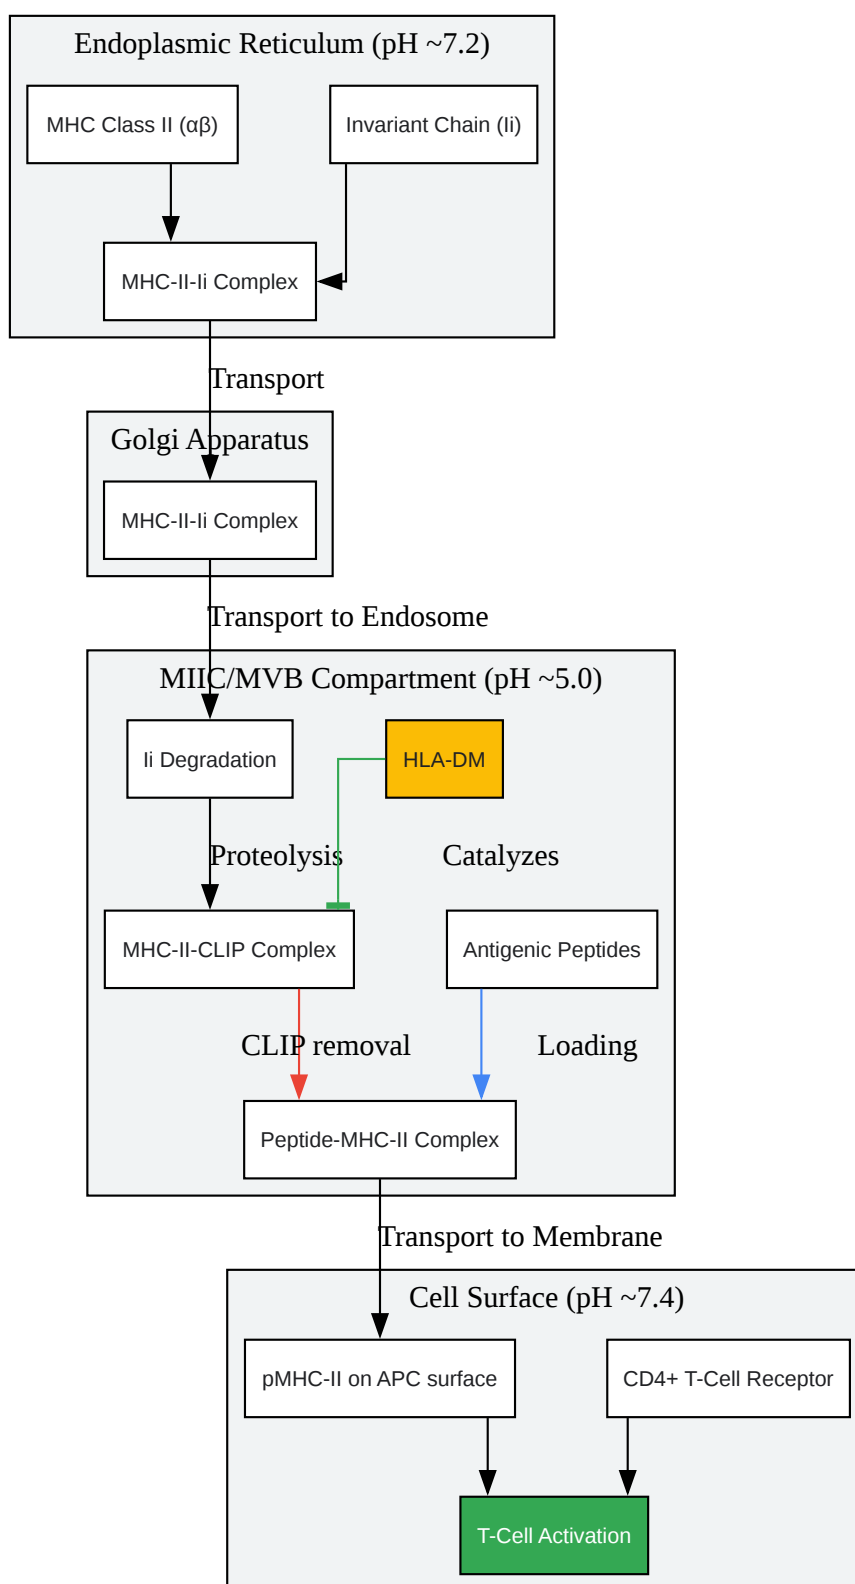 Endoplasmic Reticulum (pH ~7.2)
MHC Class II (αβ)
Invariant Chain (Ii)
MHC-II-Ii Complex
Transport
Golgi Apparatus
MHC-II-Ii Complex
Transport to Endosome
MIIC/MVB Compartment (pH ~5.0)
Ii Degradation
HLA-DM
Proteolysis
Catalyzes
MHC-II-CLIP Complex
Antigenic Peptides
CLIP removal
Loading
Peptide-MHC-II Complex
Transport to Membrane
Cell Surface (pH ~7.4)
pMHC-II on APC surface
CD4+ T-Cell Receptor
T-Cell Activation